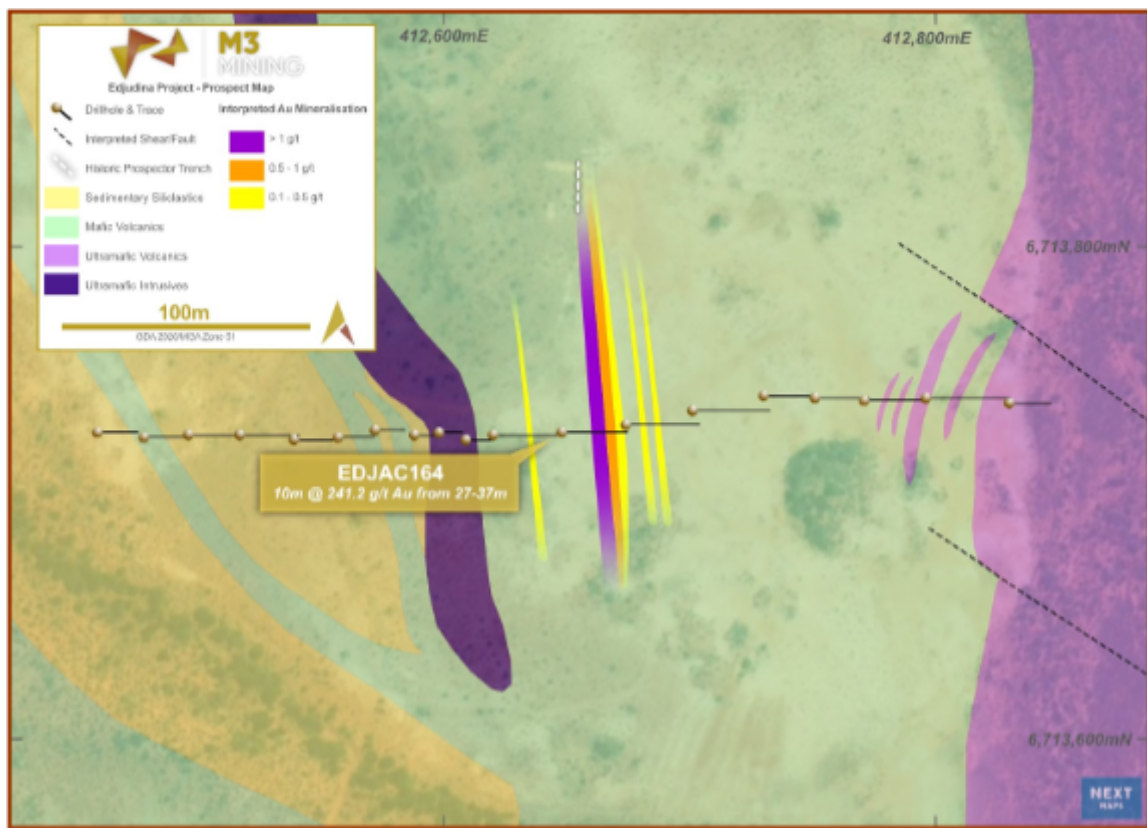 412,600mE
412,800mE
M3
MINING
Edjudina Project - Prospect Map
Drillhole & Trace
Interpreted Au Mineralisation
Interpreted Shear/Fault
> 1 g/t
Historic Prospector Trench
0.5 - 1 g/t
Sedimentary Siliclastics
0.1 - 0.5 g/t
Mafic Volcanics
Ultramafic Volcanics
Ultramafic Intrusives
100m
GDA 2020/MGA Zone 51
6,713,800mN
EDJAC164
10m @ 241.2 g/t Au from 27-37m
6,713,600mN
NEXT
MAPS